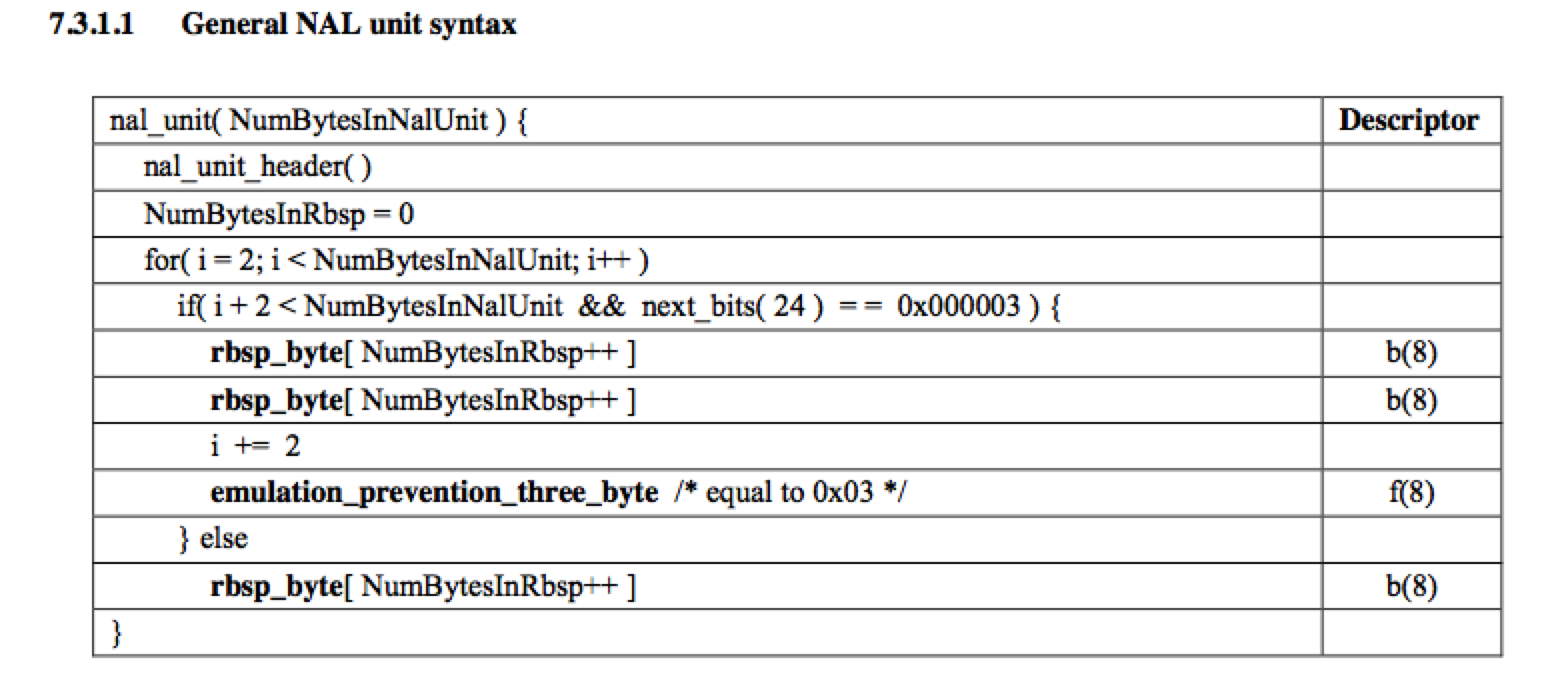 7.3.1.1 General NAL unit syntax
nal_unit( NumBytesInNalUnit ) { Descriptor
nal_unit_header( )
NumBytesInRbsp = 0
for( i = 2; i < NumBytesInNalUnit; i++ )
if( i + 2 < NumBytesInNalUnit && next_bits( 24 ) = = 0x000003 ) {
rbsp_byte[ NumBytesInRbsp++ ] b(8)
rbsp_byte[ NumBytesInRbsp++ ] b(8)
i += 2
emulation_prevention_three_byte /* equal to 0x03 */ f(8)
} else
rbsp_byte[ NumBytesInRbsp++ ] b(8)
}